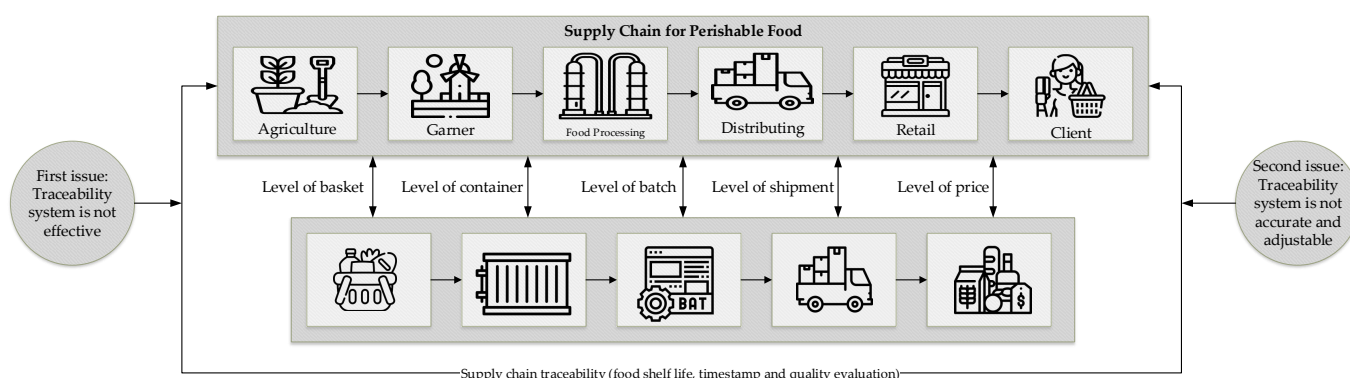 Supply Chain for Perishable Food
Agriculture
Garner
Food Processing
Distributing
Retail
Client
First issue:
Traceability
system is not
effective
Second issue:
Traceability
system is not
accurate and
adjustable
Level of basket
Level of container
Level of batch
Level of shipment
Level of price
BAT
$
Supply chain traceability (food shelf life, timestamp and quality evaluation)